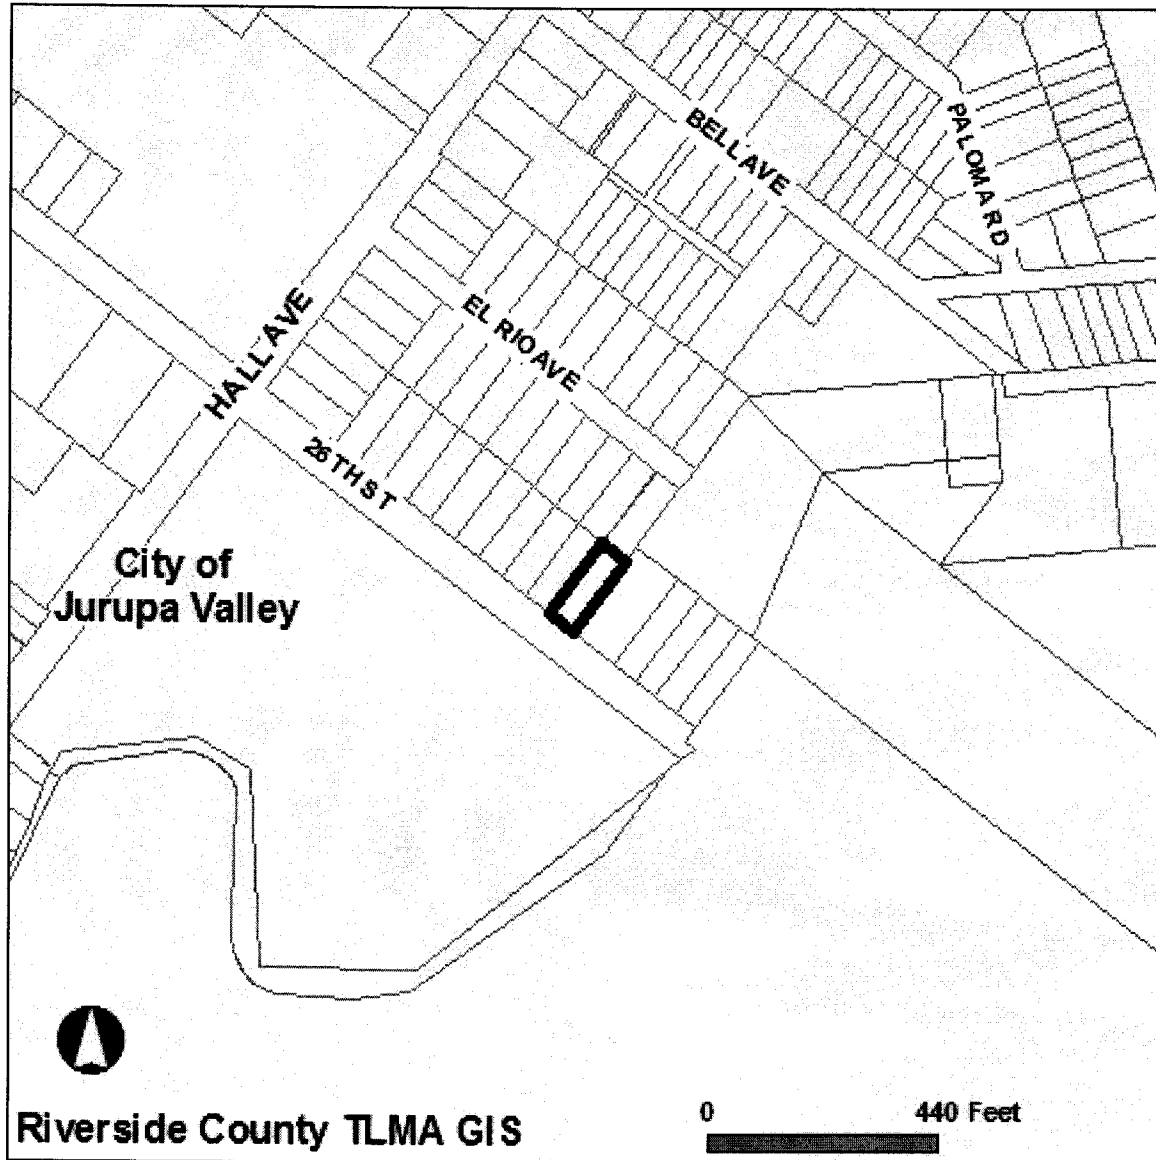 BELL AVE
PALOMA RD
HALL AVE
EL RIO AVE
26TH ST
City of
Jurupa Valley
0 440 Feet
Riverside County TLMA GIS